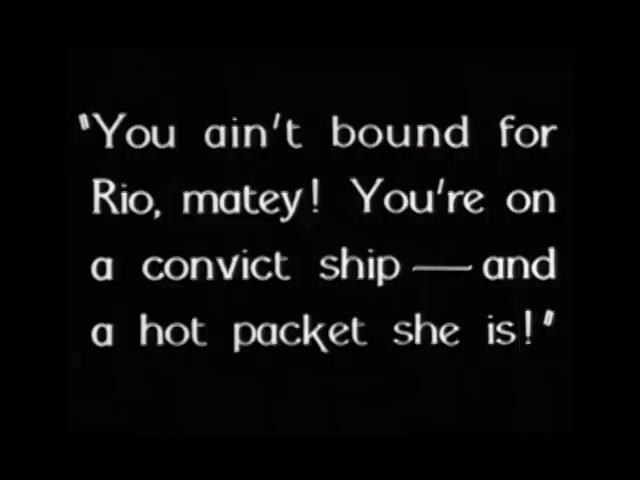 "You ain't bound for
Rio, matey! You're on
a convict ship — and
a hot packet she is!"